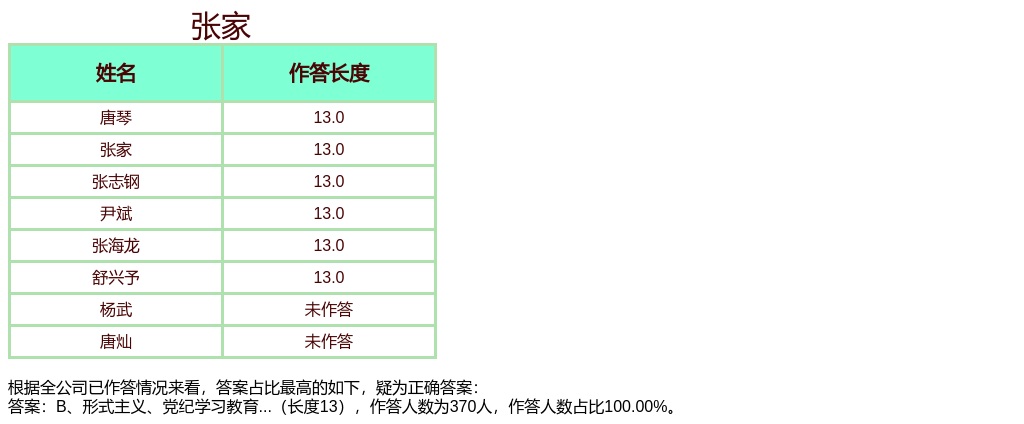 张家
姓名 作答长度
唐琴 13.0
张家 13.0
张志钢 13.0
尹斌 13.0
张海龙 13.0
舒兴予 13.0
杨武 未作答
唐灿 未作答
根据全公司已作答情况来看，答案占比最高的如下，疑为正确答案：
答案：B、形式主义、党纪学习教育...（长度13），作答人数为370人，作答人数占比100.00%。